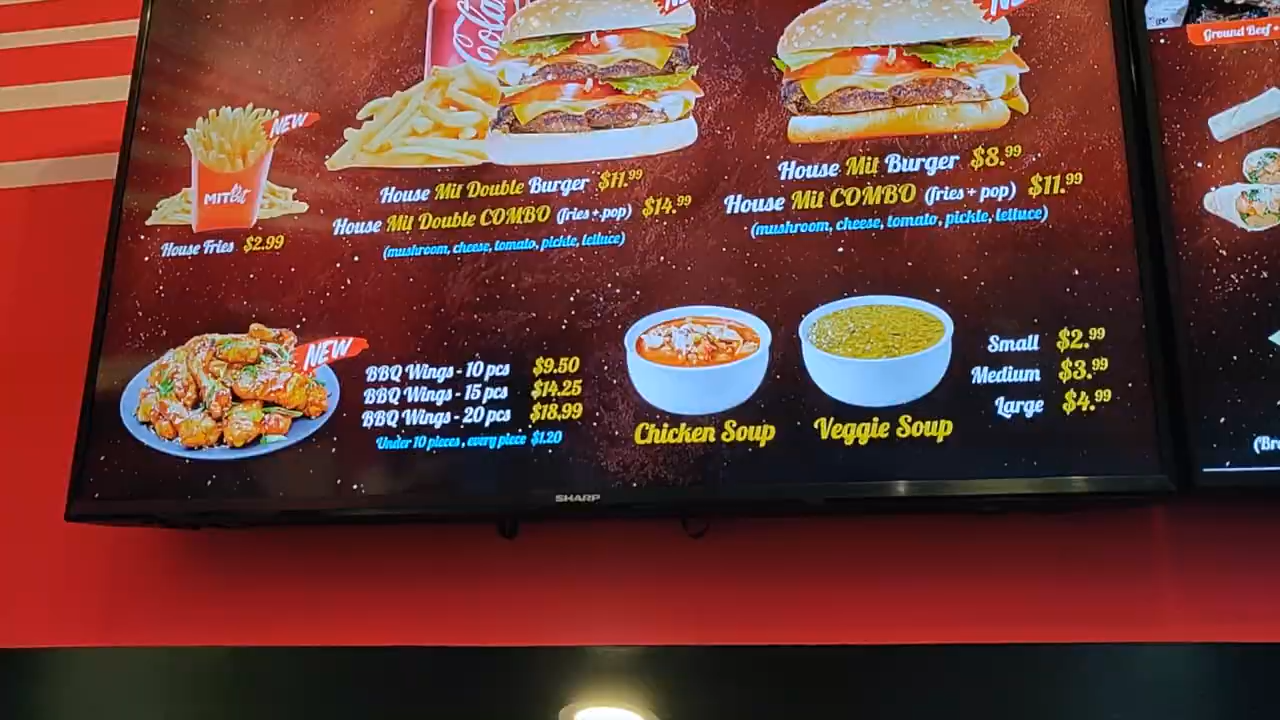 Coca Cola
NEW
MITBit
House Fries $2.99
House Mit Double Burger $11.99
House Mit Double COMBO (fries + pop) $14.99
(mushroom, cheese, tomato, pickle, lettuce)
House Mit Burger $8.99
House Mit COMBO (fries + pop) $11.99
(mushroom, cheese, tomato, pickle, lettuce)
NEW
BBQ Wings - 10 pcs $9.50
BBQ Wings - 15 pcs $14.25
BBQ Wings - 20 pcs $18.99
Under 10 pieces, every piece $1.20
Chicken Soup
Veggie Soup
Small $2.99
Medium $3.99
Large $4.99
SHARP
Ground Beef +
(Bro